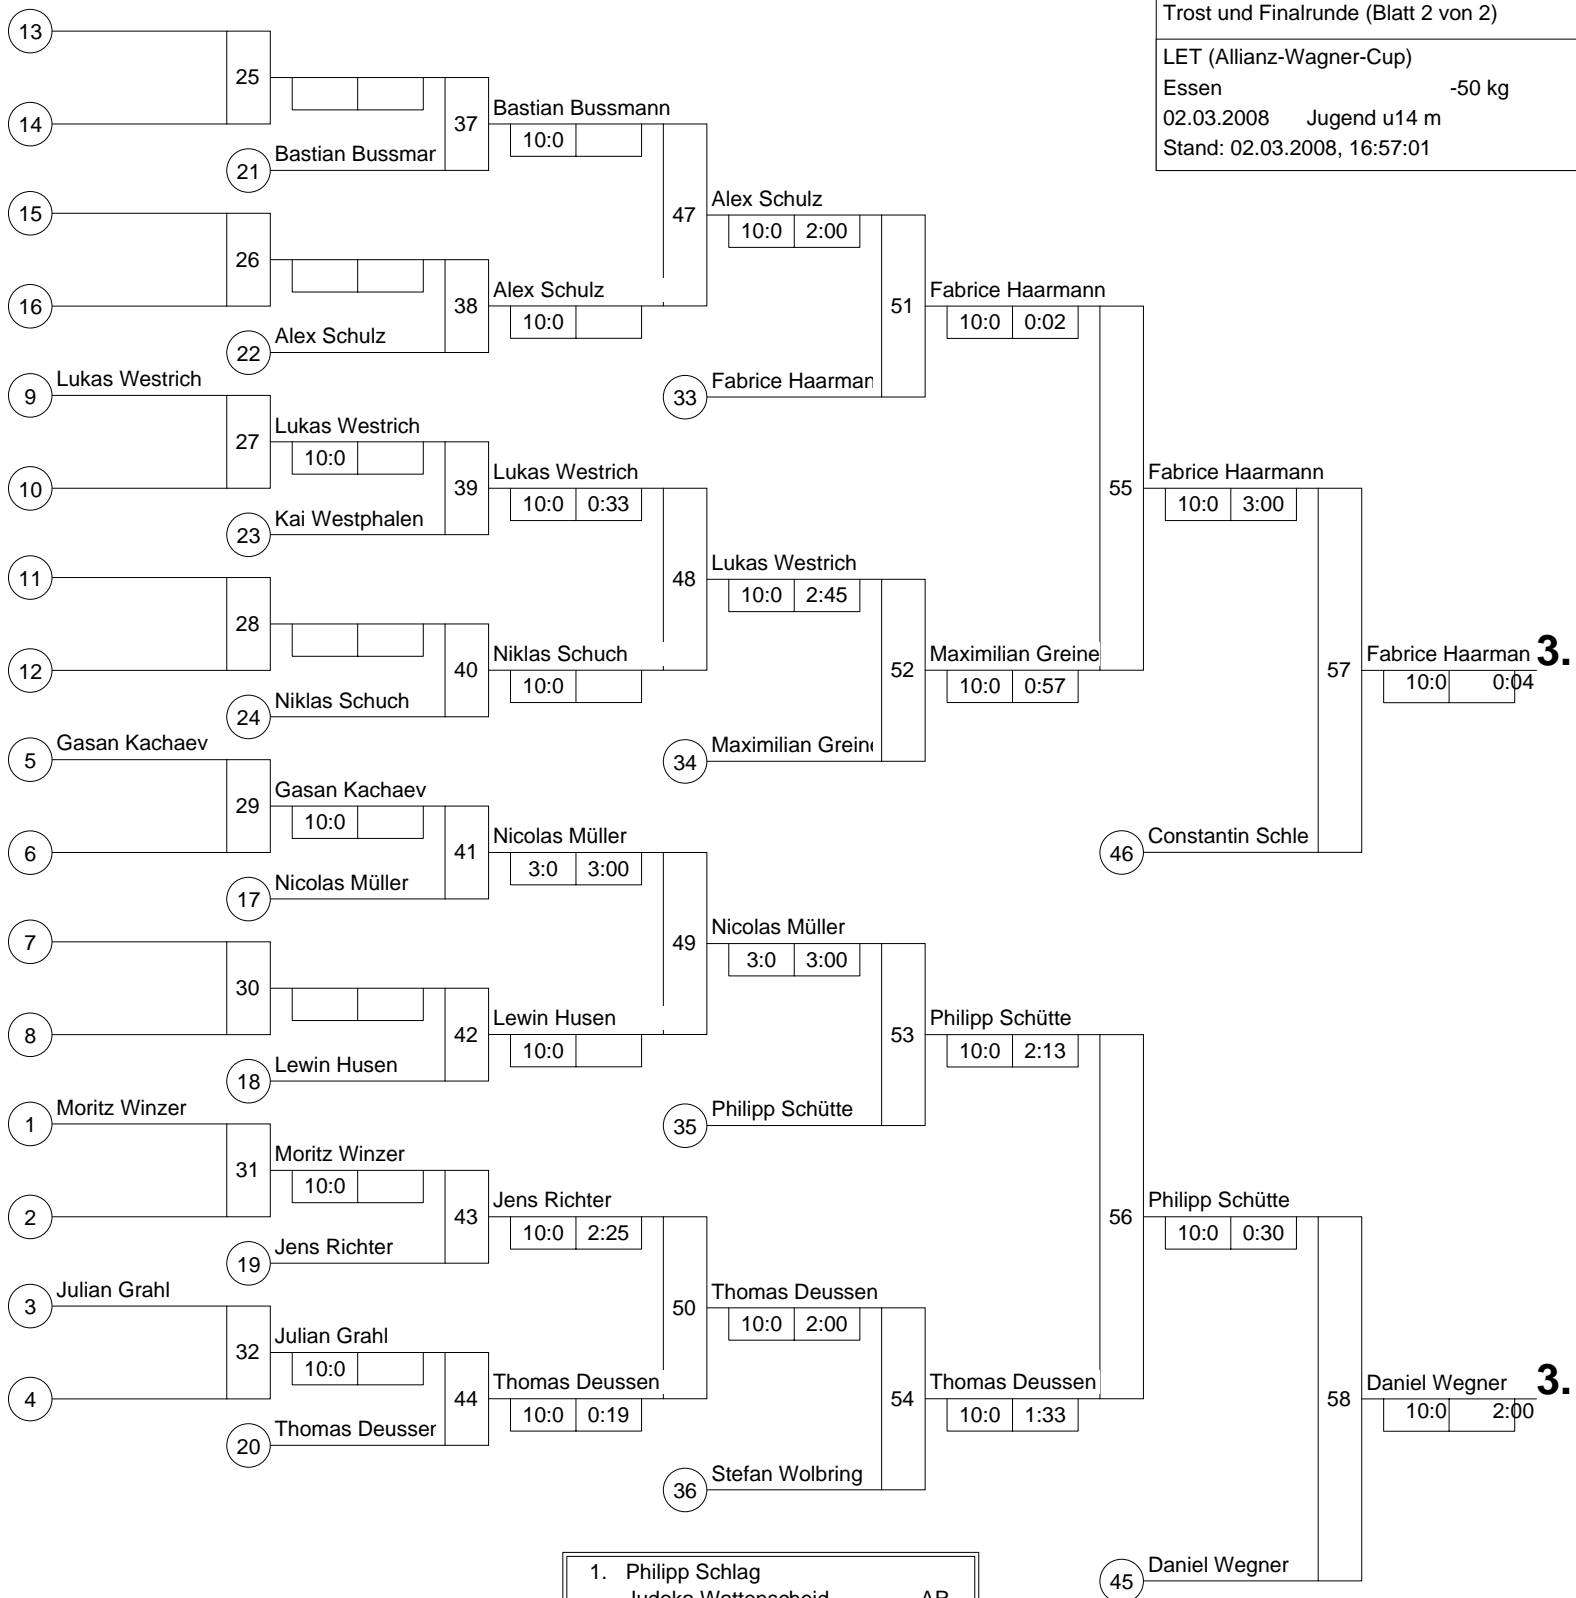 Trost und Finalrunde (Blatt 2 von 2)
LET (Allianz-Wagner-Cup)
Essen -50 kg
02.03.2008 Jugend u14 m
Stand: 02.03.2008, 16:57:01
13
25
14
37
Bastian Bussmann
10:0
21 Bastian Bussmar
15
47
Alex Schulz
10:0 2:00
26
16
38
Alex Schulz
10:0
22 Alex Schulz
51
Fabrice Haarmann
10:0 0:02
9 Lukas Westrich
33 Fabrice Haarman
27
Lukas Westrich
10:0
10
39
Lukas Westrich
10:0 0:33
23 Kai Westphalen
55
Fabrice Haarmann
10:0 3:00
11
48
Lukas Westrich
10:0 2:45
28
12
40
Niklas Schuch
10:0
24 Niklas Schuch
52
Maximilian Greine
10:0 0:57
57
Fabrice Haarman 3.
10:0 0:04
5 Gasan Kachaev
34 Maximilian Greine
29
Gasan Kachaev
10:0
6
41
Nicolas Müller
3:0 3:00
46 Constantin Schle
17 Nicolas Müller
7
49
Nicolas Müller
3:0 3:00
30
8
42
Lewin Husen
10:0
18 Lewin Husen
53
Philipp Schütte
10:0 2:13
1 Moritz Winzer
35 Philipp Schütte
31
Moritz Winzer
10:0
2
43
Jens Richter
10:0 2:25
19 Jens Richter
56
Philipp Schütte
10:0 0:30
3 Julian Grahl
50
Thomas Deussen
10:0 2:00
32
Julian Grahl
10:0
4
44
Thomas Deussen
10:0 0:19
20 Thomas Deusser
54
Thomas Deussen
10:0 1:33
58
Daniel Wegner 3.
10:0 2:00
36 Stefan Wolbring
45 Daniel Wegner
1. Philipp Schlag
Judoka Wattenscheid AR